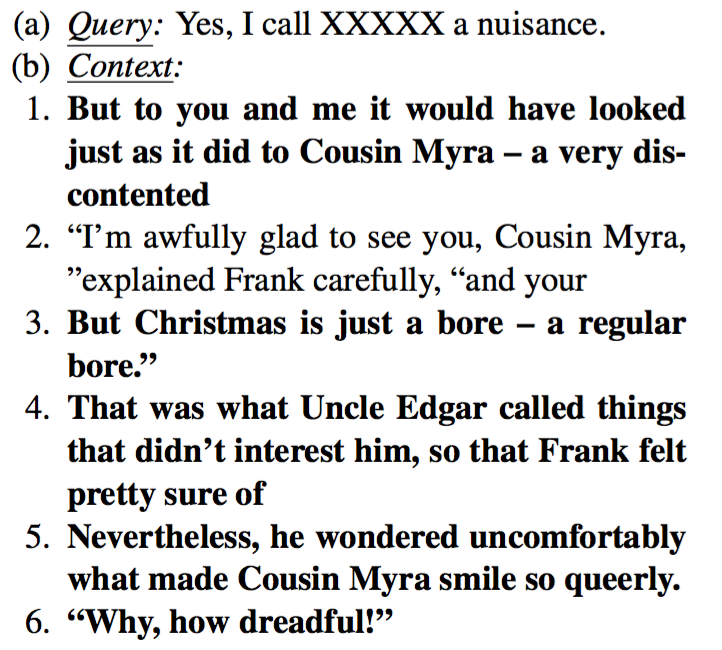 (a) Query: Yes, I call XXXXX a nuisance.
(b) Context:
1. But to you and me it would have looked
just as it did to Cousin Myra – a very dis-
contented
2. “I’m awfully glad to see you, Cousin Myra,
”explained Frank carefully, “and your
3. But Christmas is just a bore – a regular
bore.”
4. That was what Uncle Edgar called things
that didn’t interest him, so that Frank felt
pretty sure of
5. Nevertheless, he wondered uncomfortably
what made Cousin Myra smile so queerly.
6. “Why, how dreadful!”